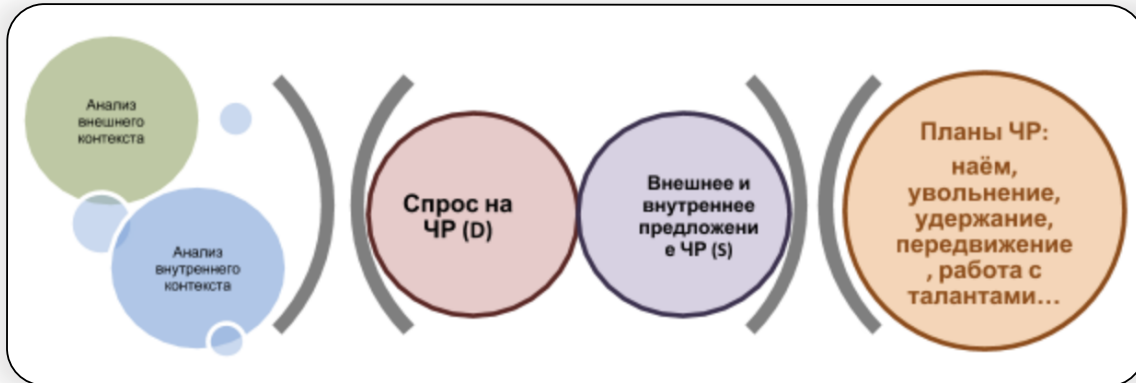 Анализ
внешнего
контекста
Анализ
внутреннего
контекста
Спрос на
ЧР (D)
Внешнее и
внутреннее
предложени
е ЧР (S)
Планы ЧР:
наём,
увольнение,
удержание,
передвижение
, работа с
талантами...